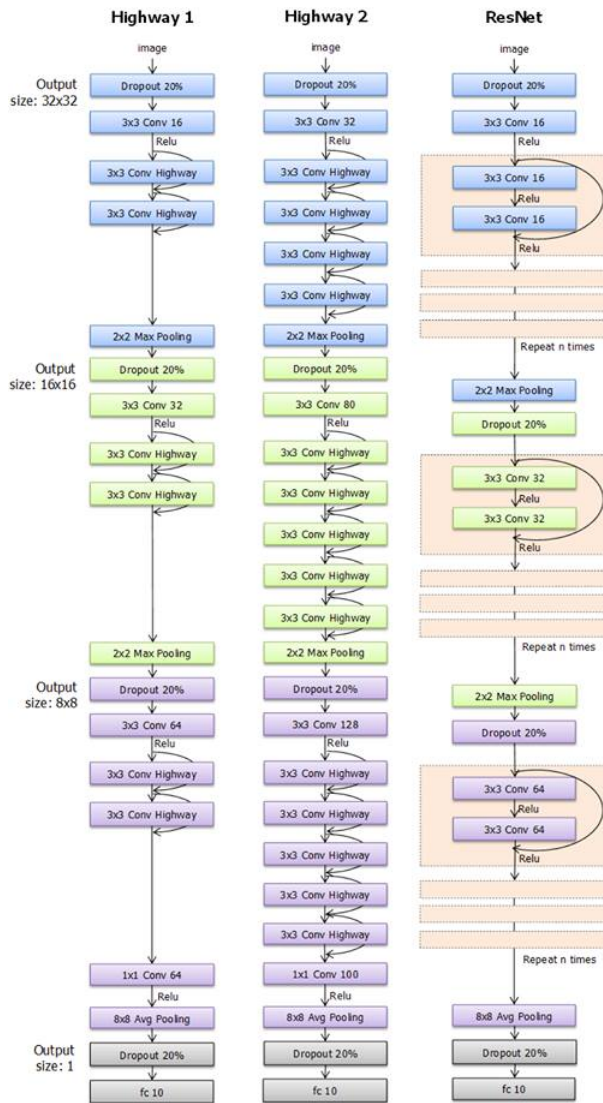 Highway 1
image
Output
size: 32x32
Dropout 20%
3x3 Conv 16
Relu
3x3 Conv Highway
3x3 Conv Highway
2x2 Max Pooling
Output
size: 16x16
Dropout 20%
3x3 Conv 32
Relu
3x3 Conv Highway
3x3 Conv Highway
2x2 Max Pooling
Output
size: 8x8
Dropout 20%
3x3 Conv 64
Relu
3x3 Conv Highway
3x3 Conv Highway
1x1 Conv 64
Relu
8x8 Avg Pooling
Output
size: 1
Dropout 20%
fc 10
Highway 2
image
Dropout 20%
3x3 Conv 32
Relu
3x3 Conv Highway
3x3 Conv Highway
3x3 Conv Highway
3x3 Conv Highway
2x2 Max Pooling
Dropout 20%
3x3 Conv 80
Relu
3x3 Conv Highway
3x3 Conv Highway
3x3 Conv Highway
3x3 Conv Highway
3x3 Conv Highway
2x2 Max Pooling
Dropout 20%
3x3 Conv 128
Relu
3x3 Conv Highway
3x3 Conv Highway
3x3 Conv Highway
3x3 Conv Highway
3x3 Conv Highway
1x1 Conv 100
Relu
8x8 Avg Pooling
Dropout 20%
fc 10
ResNet
image
Dropout 20%
3x3 Conv 16
Relu
3x3 Conv 16
Relu
3x3 Conv 16
Relu
Repeat n times
2x2 Max Pooling
Dropout 20%
3x3 Conv 32
Relu
3x3 Conv 32
Relu
Repeat n times
2x2 Max Pooling
Dropout 20%
3x3 Conv 64
Relu
3x3 Conv 64
Relu
Repeat n times
8x8 Avg Pooling
Dropout 20%
fc 10